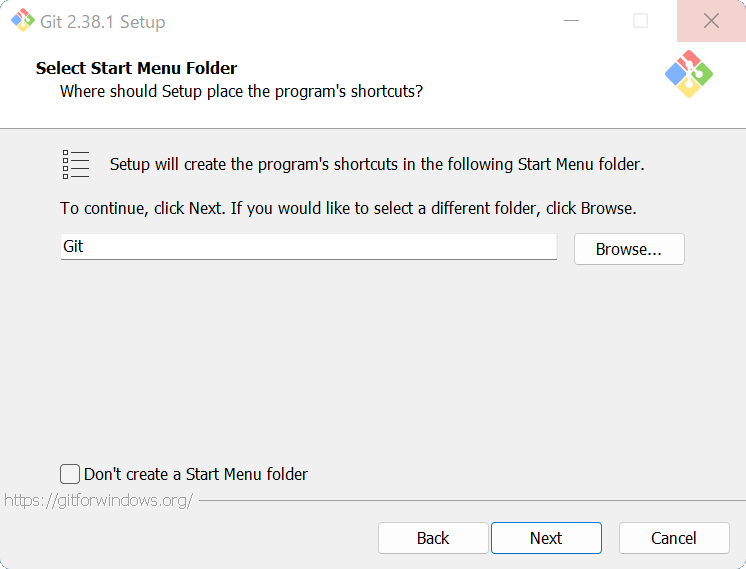 Git 2.38.1 Setup
Select Start Menu Folder
Where should Setup place the program's shortcuts?
Setup will create the program's shortcuts in the following Start Menu folder.
To continue, click Next. If you would like to select a different folder, click Browse.
Git
Browse...
Don't create a Start Menu folder
https://gitforwindows.org/
Back
Next
Cancel